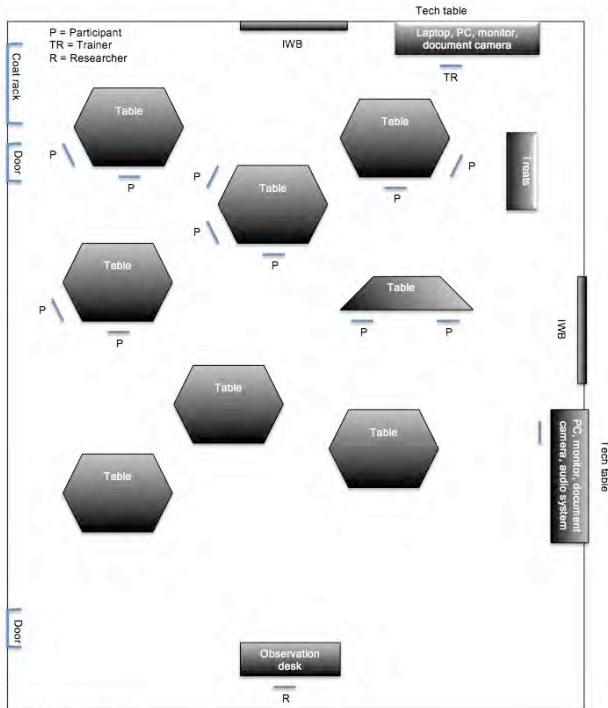 Tech table
P = Participant
TR = Trainer
R = Researcher
IWB
Laptop, PC, monitor,
document camera
TR
Coat rack
Door
Table
P
P
Table
P
P
Table
P
P
P
Treats
Table
P
P
Table
P
P
IWB
Table
Table
PC, monitor, document
camera, audio system
Tech table
Table
Door
Observation
desk
R